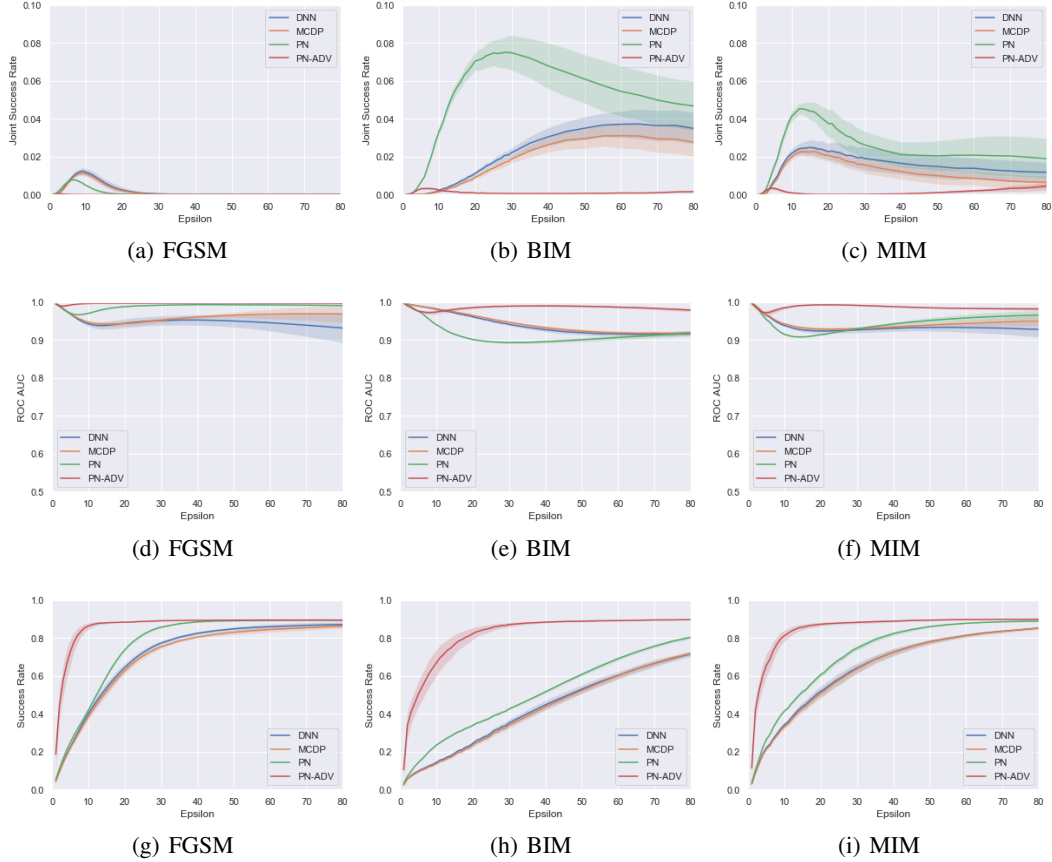 0.10
0.08
0.06
0.04
0.02
0.00
Joint Success Rate
DNN
MCDP
PN
PN-ADV
0 10 20 30 40 50 60 70 80
Epsilon
(a) FGSM
0.10
0.08
0.06
0.04
0.02
0.00
Joint Success Rate
DNN
MCDP
PN
PN-ADV
0 10 20 30 40 50 60 70 80
Epsilon
(b) BIM
0.10
0.08
0.06
0.04
0.02
0.00
Joint Success Rate
DNN
MCDP
PN
PN-ADV
0 10 20 30 40 50 60 70 80
Epsilon
(c) MIM
1.0
0.9
0.8
0.7
0.6
0.5
ROC AUC
DNN
MCDP
PN
PN-ADV
0 10 20 30 40 50 60 70 80
Epsilon
(d) FGSM
1.0
0.9
0.8
0.7
0.6
0.5
ROC AUC
DNN
MCDP
PN
PN-ADV
0 10 20 30 40 50 60 70 80
Epsilon
(e) BIM
1.0
0.9
0.8
0.7
0.6
0.5
ROC AUC
DNN
MCDP
PN
PN-ADV
0 10 20 30 40 50 60 70 80
Epsilon
(f) MIM
1.0
0.8
0.6
0.4
0.2
0.0
Success Rate
DNN
MCDP
PN
PN-ADV
0 10 20 30 40 50 60 70 80
Epsilon
(g) FGSM
1.0
0.8
0.6
0.4
0.2
0.0
Success Rate
DNN
MCDP
PN
PN-ADV
0 10 20 30 40 50 60 70 80
Epsilon
(h) BIM
1.0
0.8
0.6
0.4
0.2
0.0
Success Rate
DNN
MCDP
PN
PN-ADV
0 10 20 30 40 50 60 70 80
Epsilon
(i) MIM